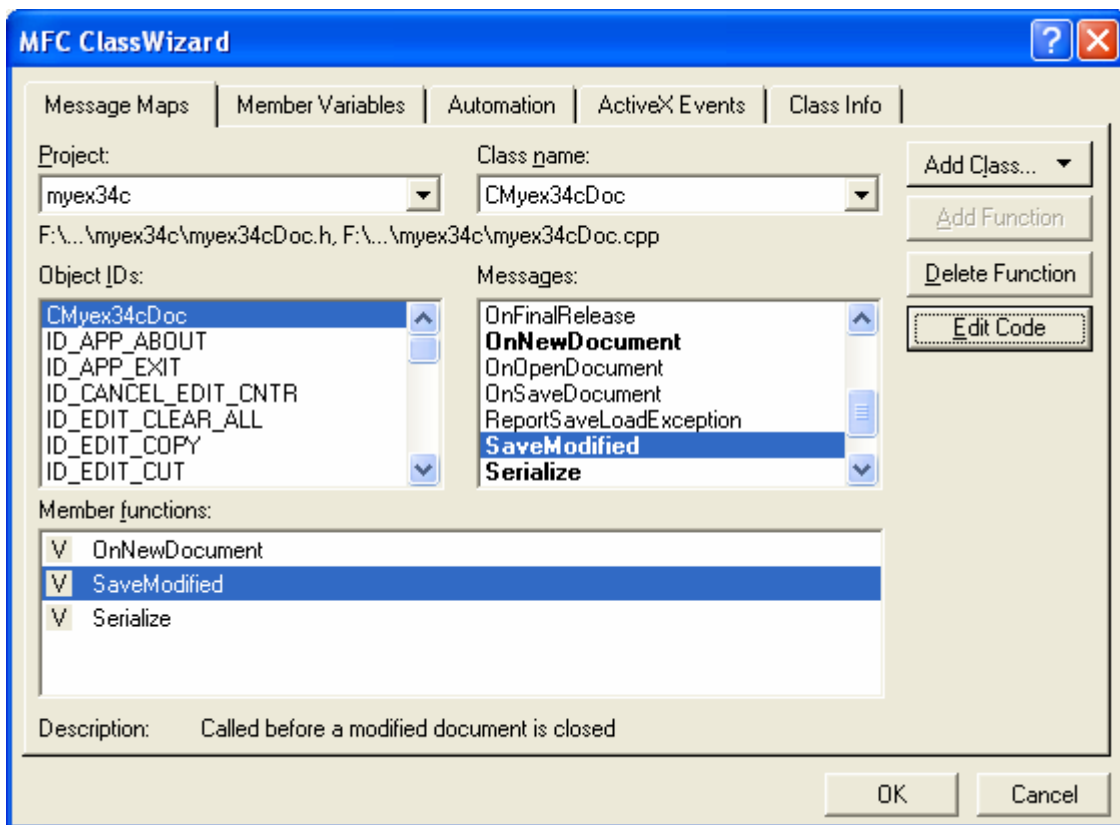 MFC ClassWizard
Message Maps Member Variables Automation ActiveX Events Class Info
Project: Class name:
myex34c CMyex34cDoc
F:\...\myex34c\myex34cDoc.h, F:\...\myex34c\myex34cDoc.cpp
Object IDs: Messages:
CMyex34cDoc OnFinalRelease
ID_APP_ABOUT OnNewDocument
ID_APP_EXIT OnOpenDocument
ID_CANCEL_EDIT_CNTR OnSaveDocument
ID_EDIT_CLEAR_ALL ReportSaveLoadException
ID_EDIT_COPY SaveModified
ID_EDIT_CUT Serialize
Add Class...
Add Function
Delete Function
Edit Code
Member functions:
V OnNewDocument
V SaveModified
V Serialize
Description: Called before a modified document is closed
OK Cancel